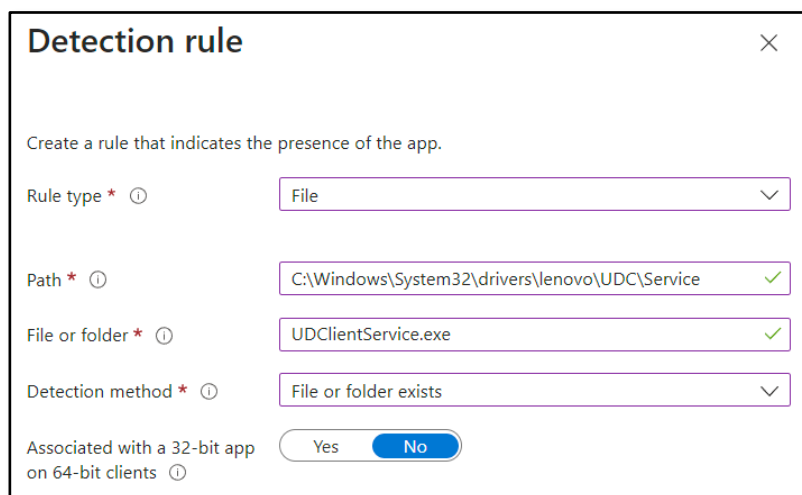 Detection rule
Create a rule that indicates the presence of the app.
Rule type *
File
Path *
C:\Windows\System32\drivers\lenovo\UDC\Service
File or folder *
UDClientService.exe
Detection method *
File or folder exists
Associated with a 32-bit app
on 64-bit clients
Yes No